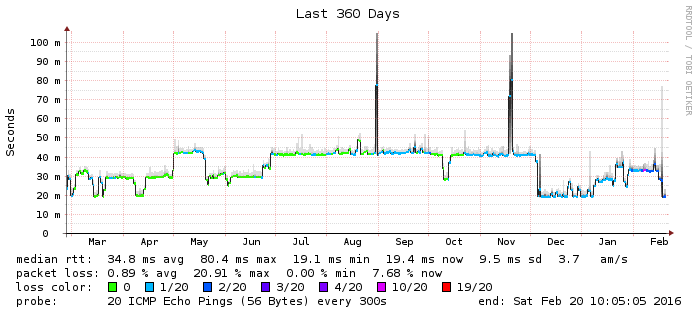 Last 360 Days
RRDTOOL / TOBI OETIKER
Seconds
100 m
90 m
80 m
70 m
60 m
50 m
40 m
30 m
20 m
10 m
0
Mar Apr May Jun Jul Aug Sep Oct Nov Dec Jan Feb
median rtt: 34.8 ms avg 80.4 ms max 19.1 ms min 19.4 ms now 9.5 ms sd 3.7 am/s
packet loss: 0.89 % avg 20.91 % max 0.00 % min 7.68 % now
loss color: 0 1/20 2/20 3/20 4/20 10/20 19/20
probe: 20 ICMP Echo Pings (56 Bytes) every 300s end: Sat Feb 20 10:05:05 2016